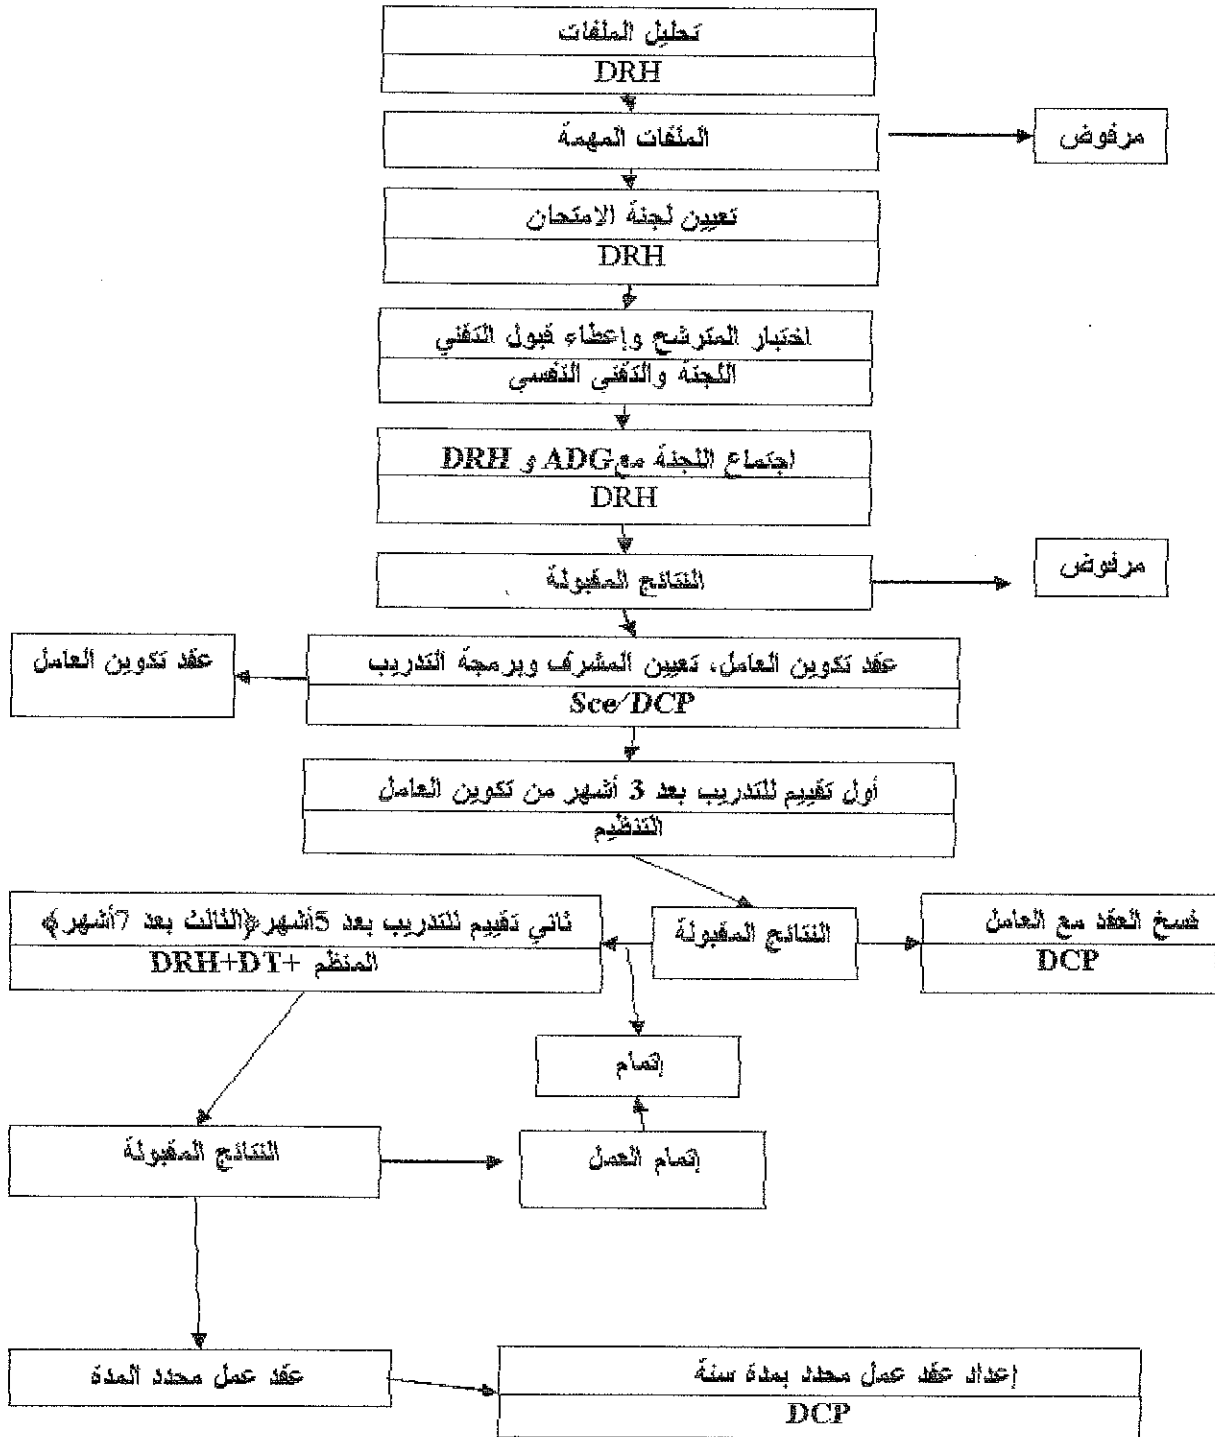 تحليل الملفات
DRH
الملفات المهمة
مرفوض
تعيين لجنة الامتحان
DRH
اختبار المترشح وإعطاء قبول التقني
اللجنة والتقني النفسي
اجتماع اللجنة مع ADG و DRH
DRH
النتائج المقبولة
مرفوض
عقد تكوين العامل، تعيين المشرف وبرمجة التدريب
Sce/DCP
عقد تكوين العامل
أول تقييم للتدريب بعد 3 أشهر من تكوين العامل
التنظيم
النتائج المقبولة
فسخ العقد مع العامل
DCP
ثاني تقييم للتدريب بعد 5أشهر﴿الثالث بعد 7أشهر﴾
المنظم +DRH+DT
إتمام
النتائج المقبولة
إتمام العمل
عقد عمل محدد المدة
إعداد عقد عمل محدد بمدة سنة
DCP